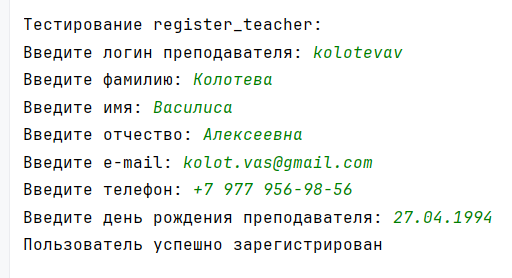 Тестирование register_teacher:
Введите логин преподавателя: kolotevav
Введите фамилию: Колотева
Введите имя: Василиса
Введите отчество: Алексеевна
Введите e-mail: kolot.vas@gmail.com
Введите телефон: +7 977 956-98-56
Введите день рождения преподавателя: 27.04.1994
Пользователь успешно зарегистрирован